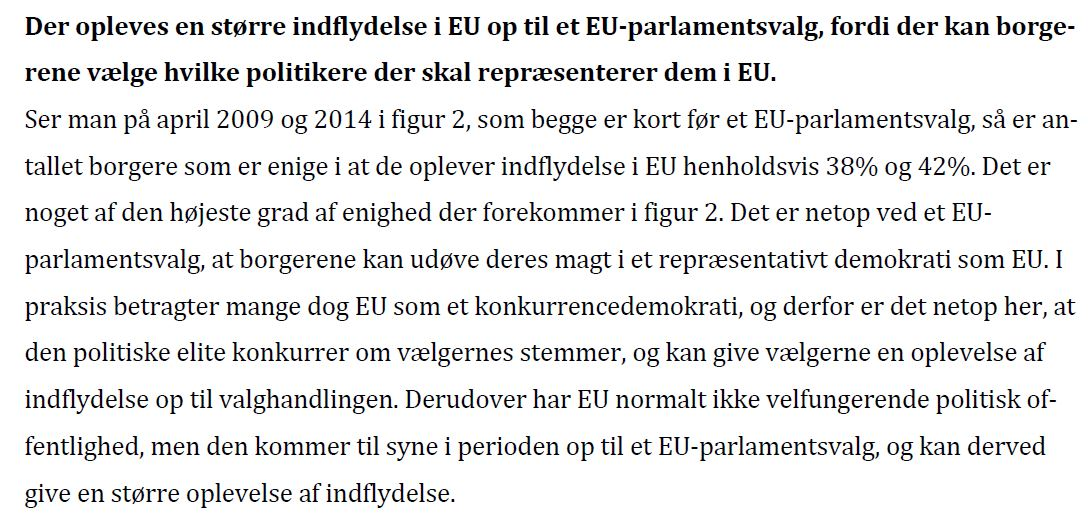 Der opleves en større indflydelse i EU op til et EU-parlamentsvalg, fordi der kan borge-
rene vælge hvilke politikere der skal repræsenterer dem i EU.
Ser man på april 2009 og 2014 i figur 2, som begge er kort før et EU-parlamentsvalg, så er an-
tallet borgere som er enige i at de oplever indflydelse i EU henholdsvis 38% og 42%. Det er
noget af den højeste grad af enighed der forekommer i figur 2. Det er netop ved et EU-
parlamentsvalg, at borgerene kan udøve deres magt i et repræsentativt demokrati som EU. I
praksis betragter mange dog EU som et konkurrencedemokrati, og derfor er det netop her, at
den politiske elite konkurrer om vælgernes stemmer, og kan give vælgerne en oplevelse af
indflydelse op til valghandlingen. Derudover har EU normalt ikke velfungerende politisk of-
fentlighed, men den kommer til syne i perioden op til et EU-parlamentsvalg, og kan derved
give en større oplevelse af indflydelse.